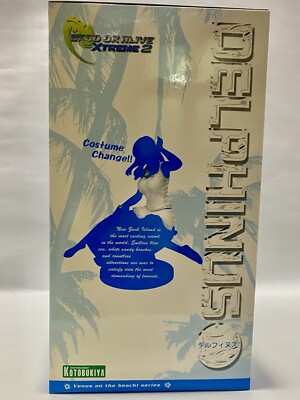 DEAD OR ALIVE
XTREME 2
DELPHINUS
デルフィヌス
Costume
Change!!
New Zack Island is
the most exciting resort
in the world. Endless blue
sea, white sandy beaches,
and countless
attractions are sure to
satisfy even the most
demanding of tourists.
KOTOBUKIYA
Venus on the beach! series